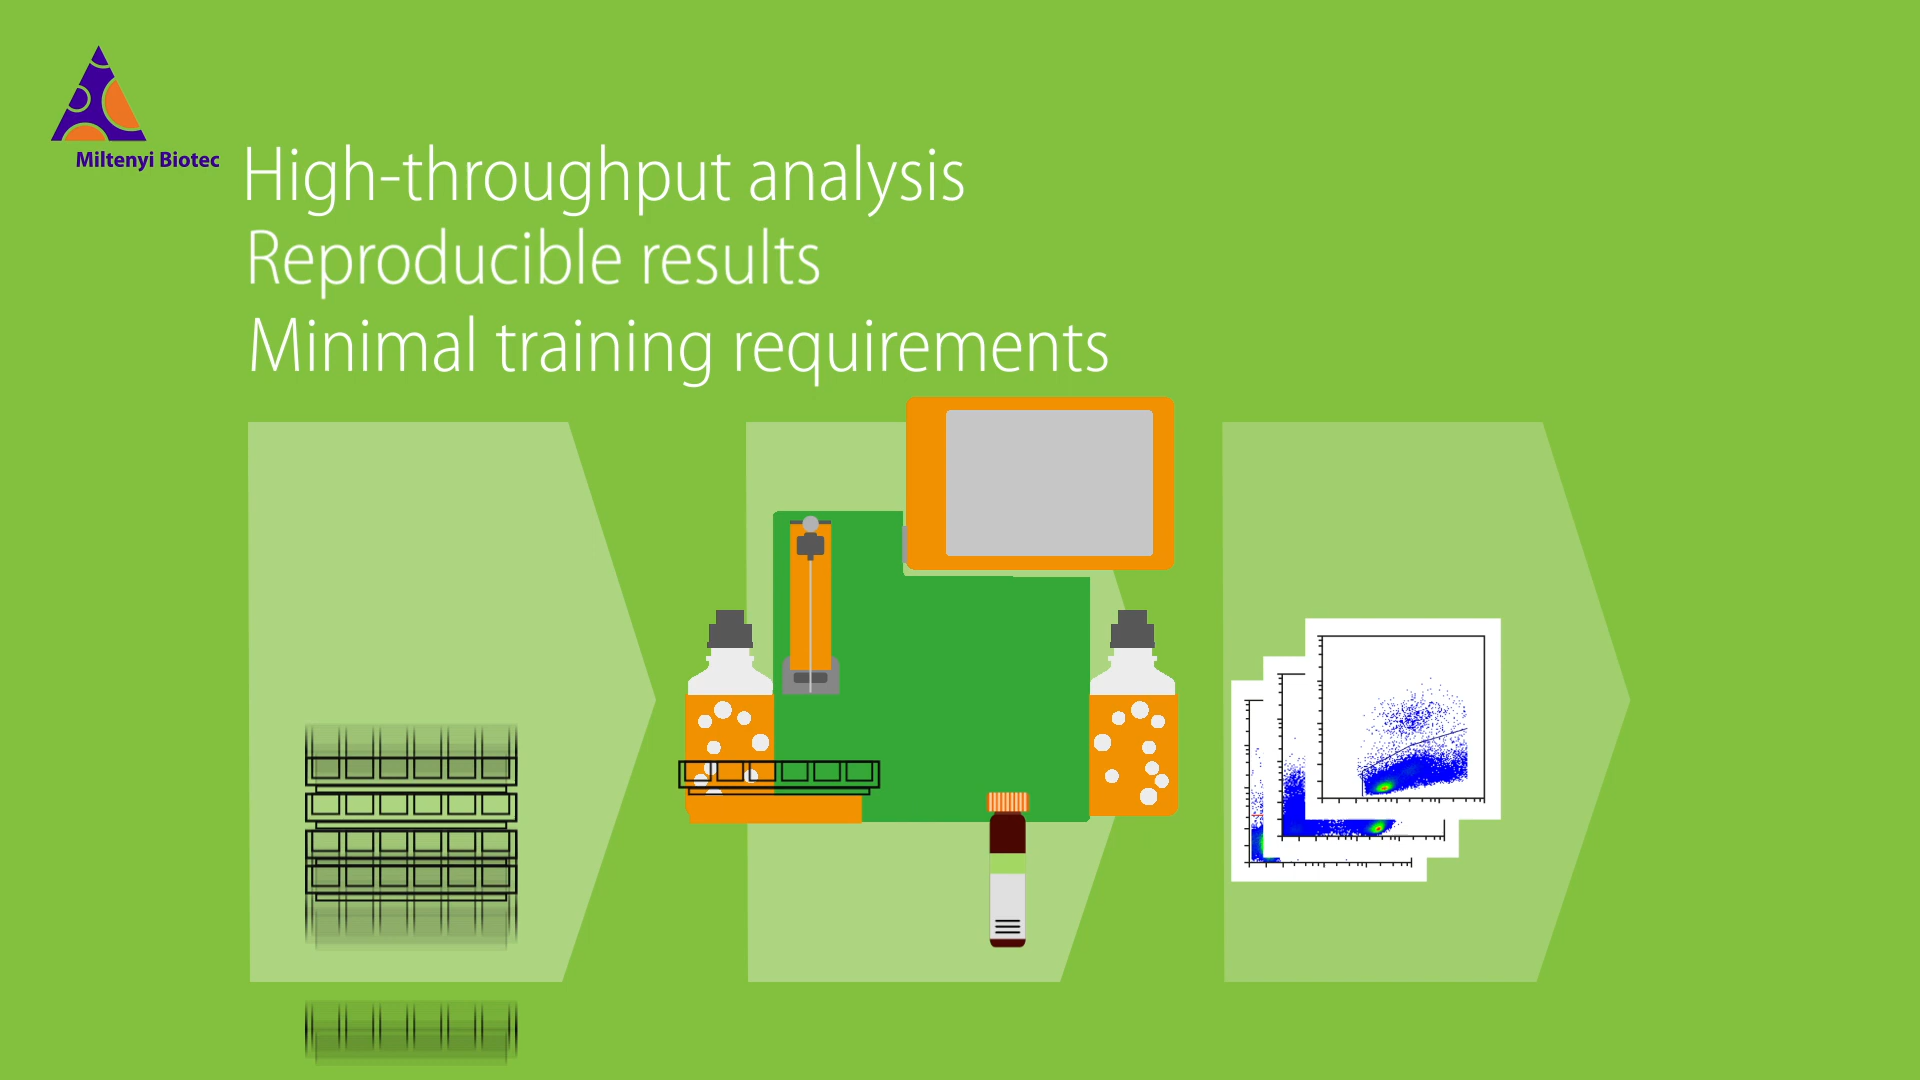 Miltenyi Biotec
High-throughput analysis
Reproducible results
Minimal training requirements